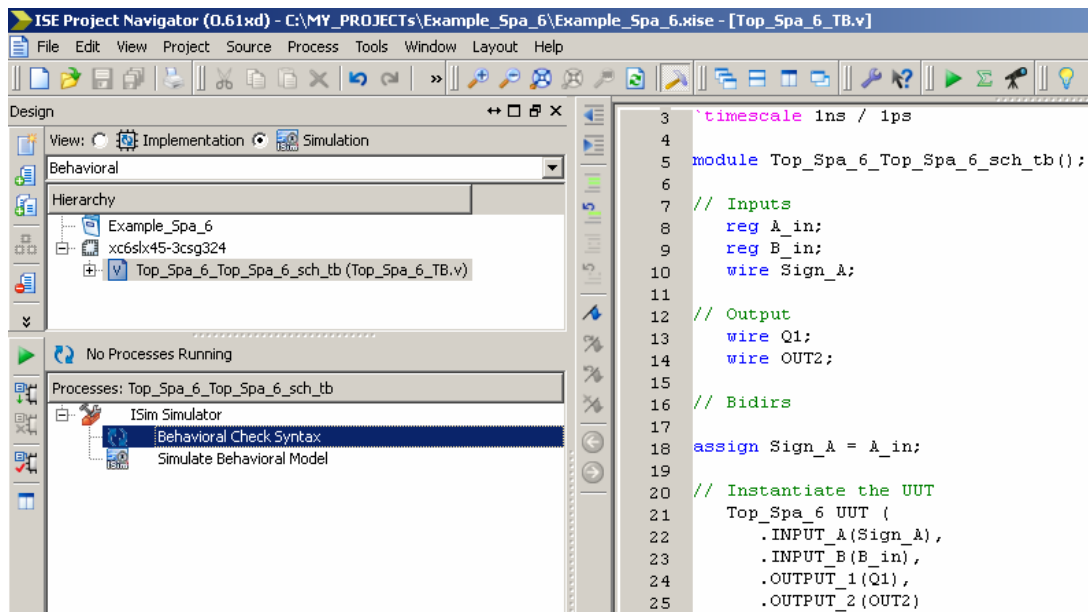 ISE Project Navigator (0.61xd) - C:\MY_PROJECTs\Example_Spa_6\Example_Spa_6.xise - [Top_Spa_6_TB.v]
File Edit View Project Source Process Tools Window Layout Help
»
Design
View: Implementation Simulation
Behavioral
Hierarchy
Example_Spa_6
xc6slx45-3csg324
Top_Spa_6_Top_Spa_6_sch_tb (Top_Spa_6_TB.v)
No Processes Running
Processes: Top_Spa_6_Top_Spa_6_sch_tb
ISim Simulator
Behavioral Check Syntax
Simulate Behavioral Model
3 `timescale 1ns / 1ps
4
5 module Top_Spa_6_Top_Spa_6_sch_tb();
6
7 // Inputs
8 reg A_in;
9 reg B_in;
10 wire Sign_A;
11
12 // Output
13 wire Q1;
14 wire OUT2;
15
16 // Bidirs
17
18 assign Sign_A = A_in;
19
20 // Instantiate the UUT
21 Top_Spa_6 UUT (
22 .INPUT_A(Sign_A),
23 .INPUT_B(B_in),
24 .OUTPUT_1(Q1),
25 .OUTPUT_2(OUT2)